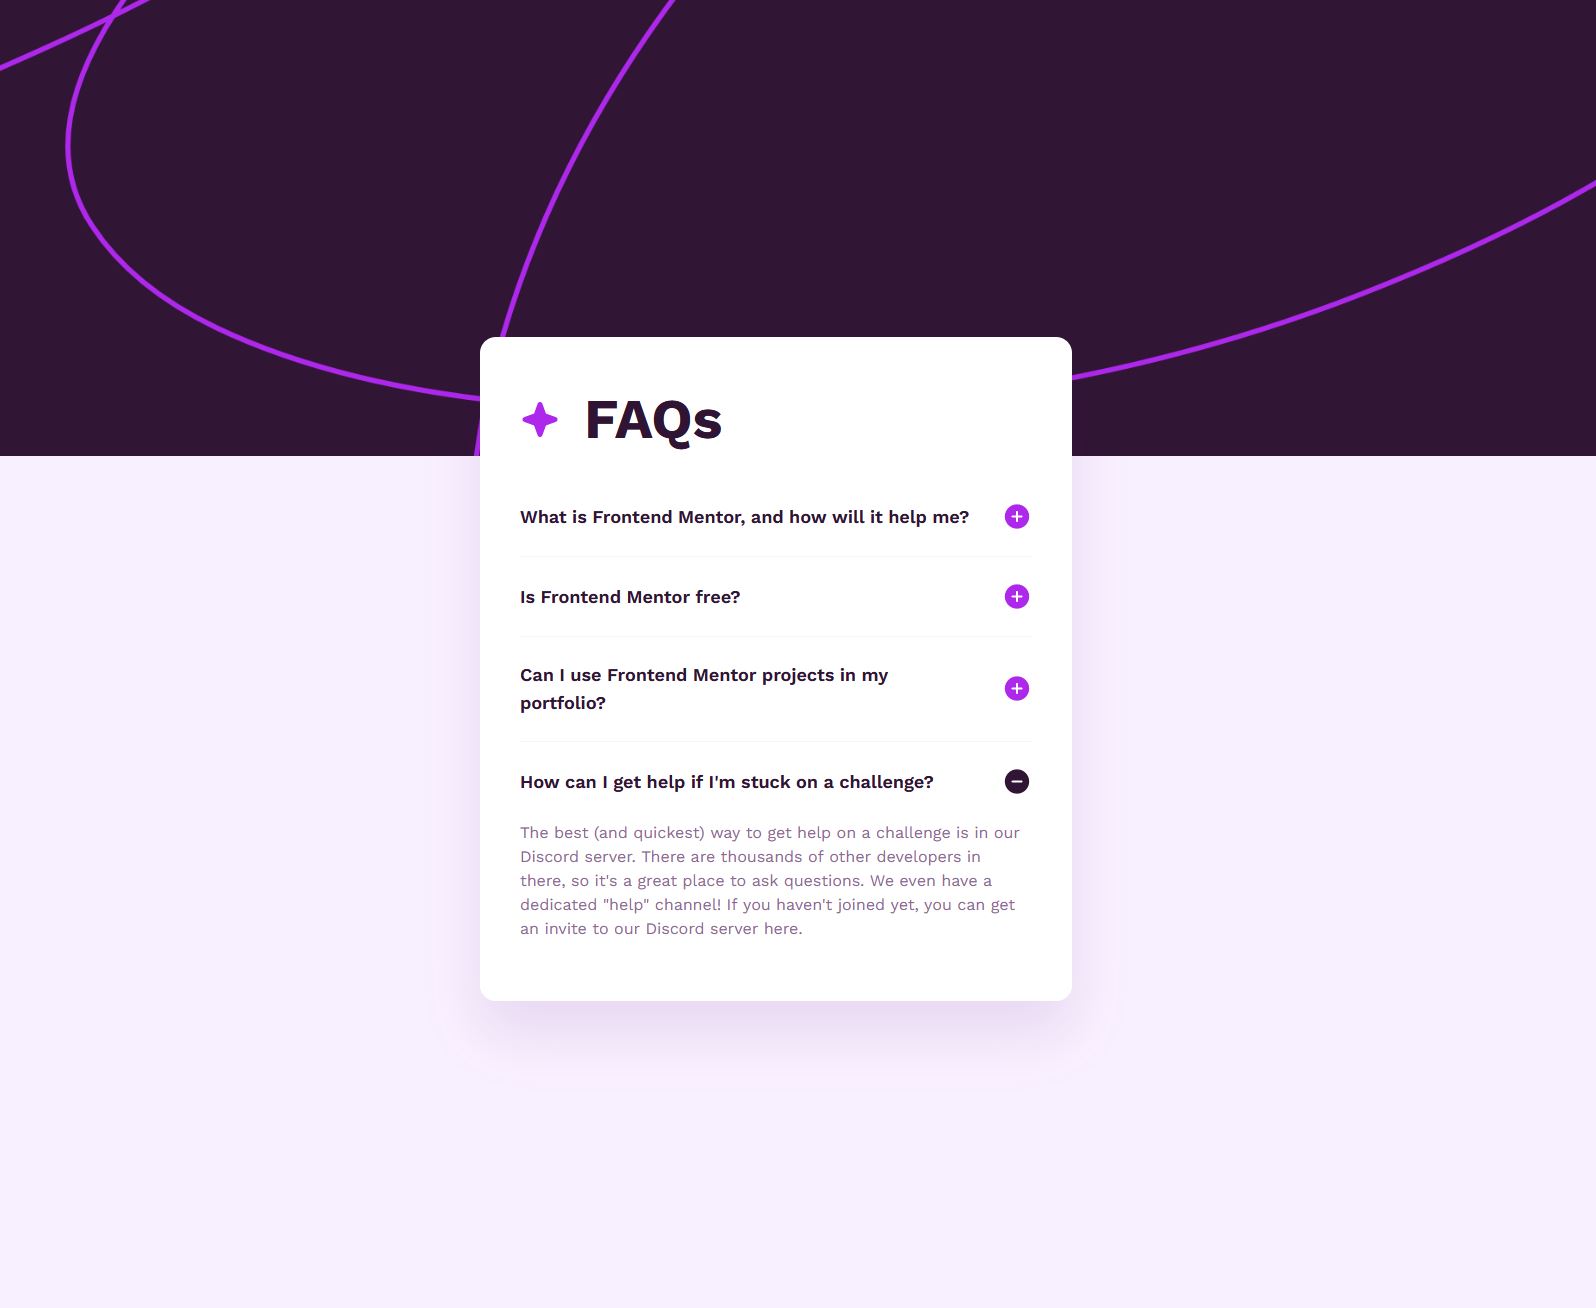 FAQs
What is Frontend Mentor, and how will it help me?
Is Frontend Mentor free?
Can I use Frontend Mentor projects in my
portfolio?
How can I get help if I'm stuck on a challenge?
The best (and quickest) way to get help on a challenge is in our
Discord server. There are thousands of other developers in
there, so it's a great place to ask questions. We even have a
dedicated "help" channel! If you haven't joined yet, you can get
an invite to our Discord server here.